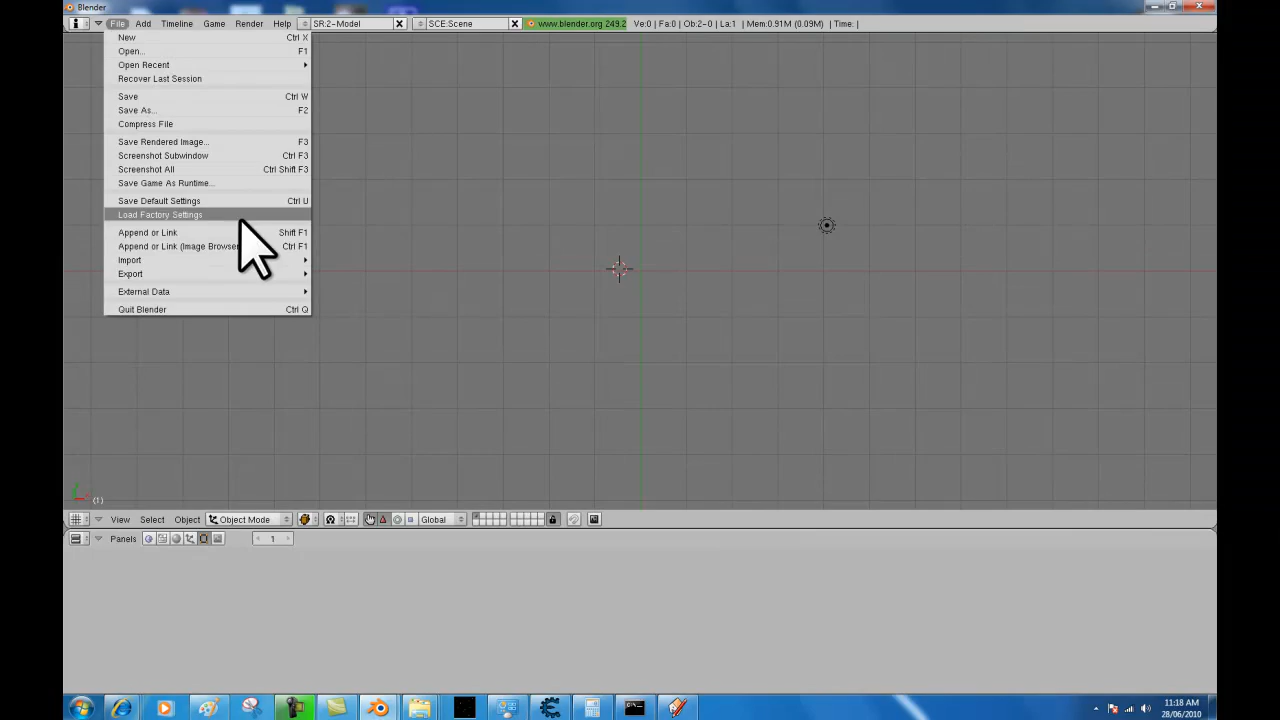 Blender
File Add Timeline Game Render Help SR:2-Model SCE:Scene www.blender.org 249.2 Ve:0 | Fa:0 | Ob:2-0 | La:1 | Mem:0.91M (0.09M) | Time: |
New Ctrl X
Open... F1
Open Recent
Recover Last Session
Save Ctrl W
Save As... F2
Compress File
Save Rendered Image... F3
Screenshot Subwindow Ctrl F3
Screenshot All Ctrl Shift F3
Save Game As Runtime...
Save Default Settings Ctrl U
Load Factory Settings
Append or Link Shift F1
Append or Link (Image Browser Ctrl F1
Import
Export
External Data
Quit Blender Ctrl Q
(1)
View Select Object Object Mode Global
Panels 1
11:18 AM
28/06/2010